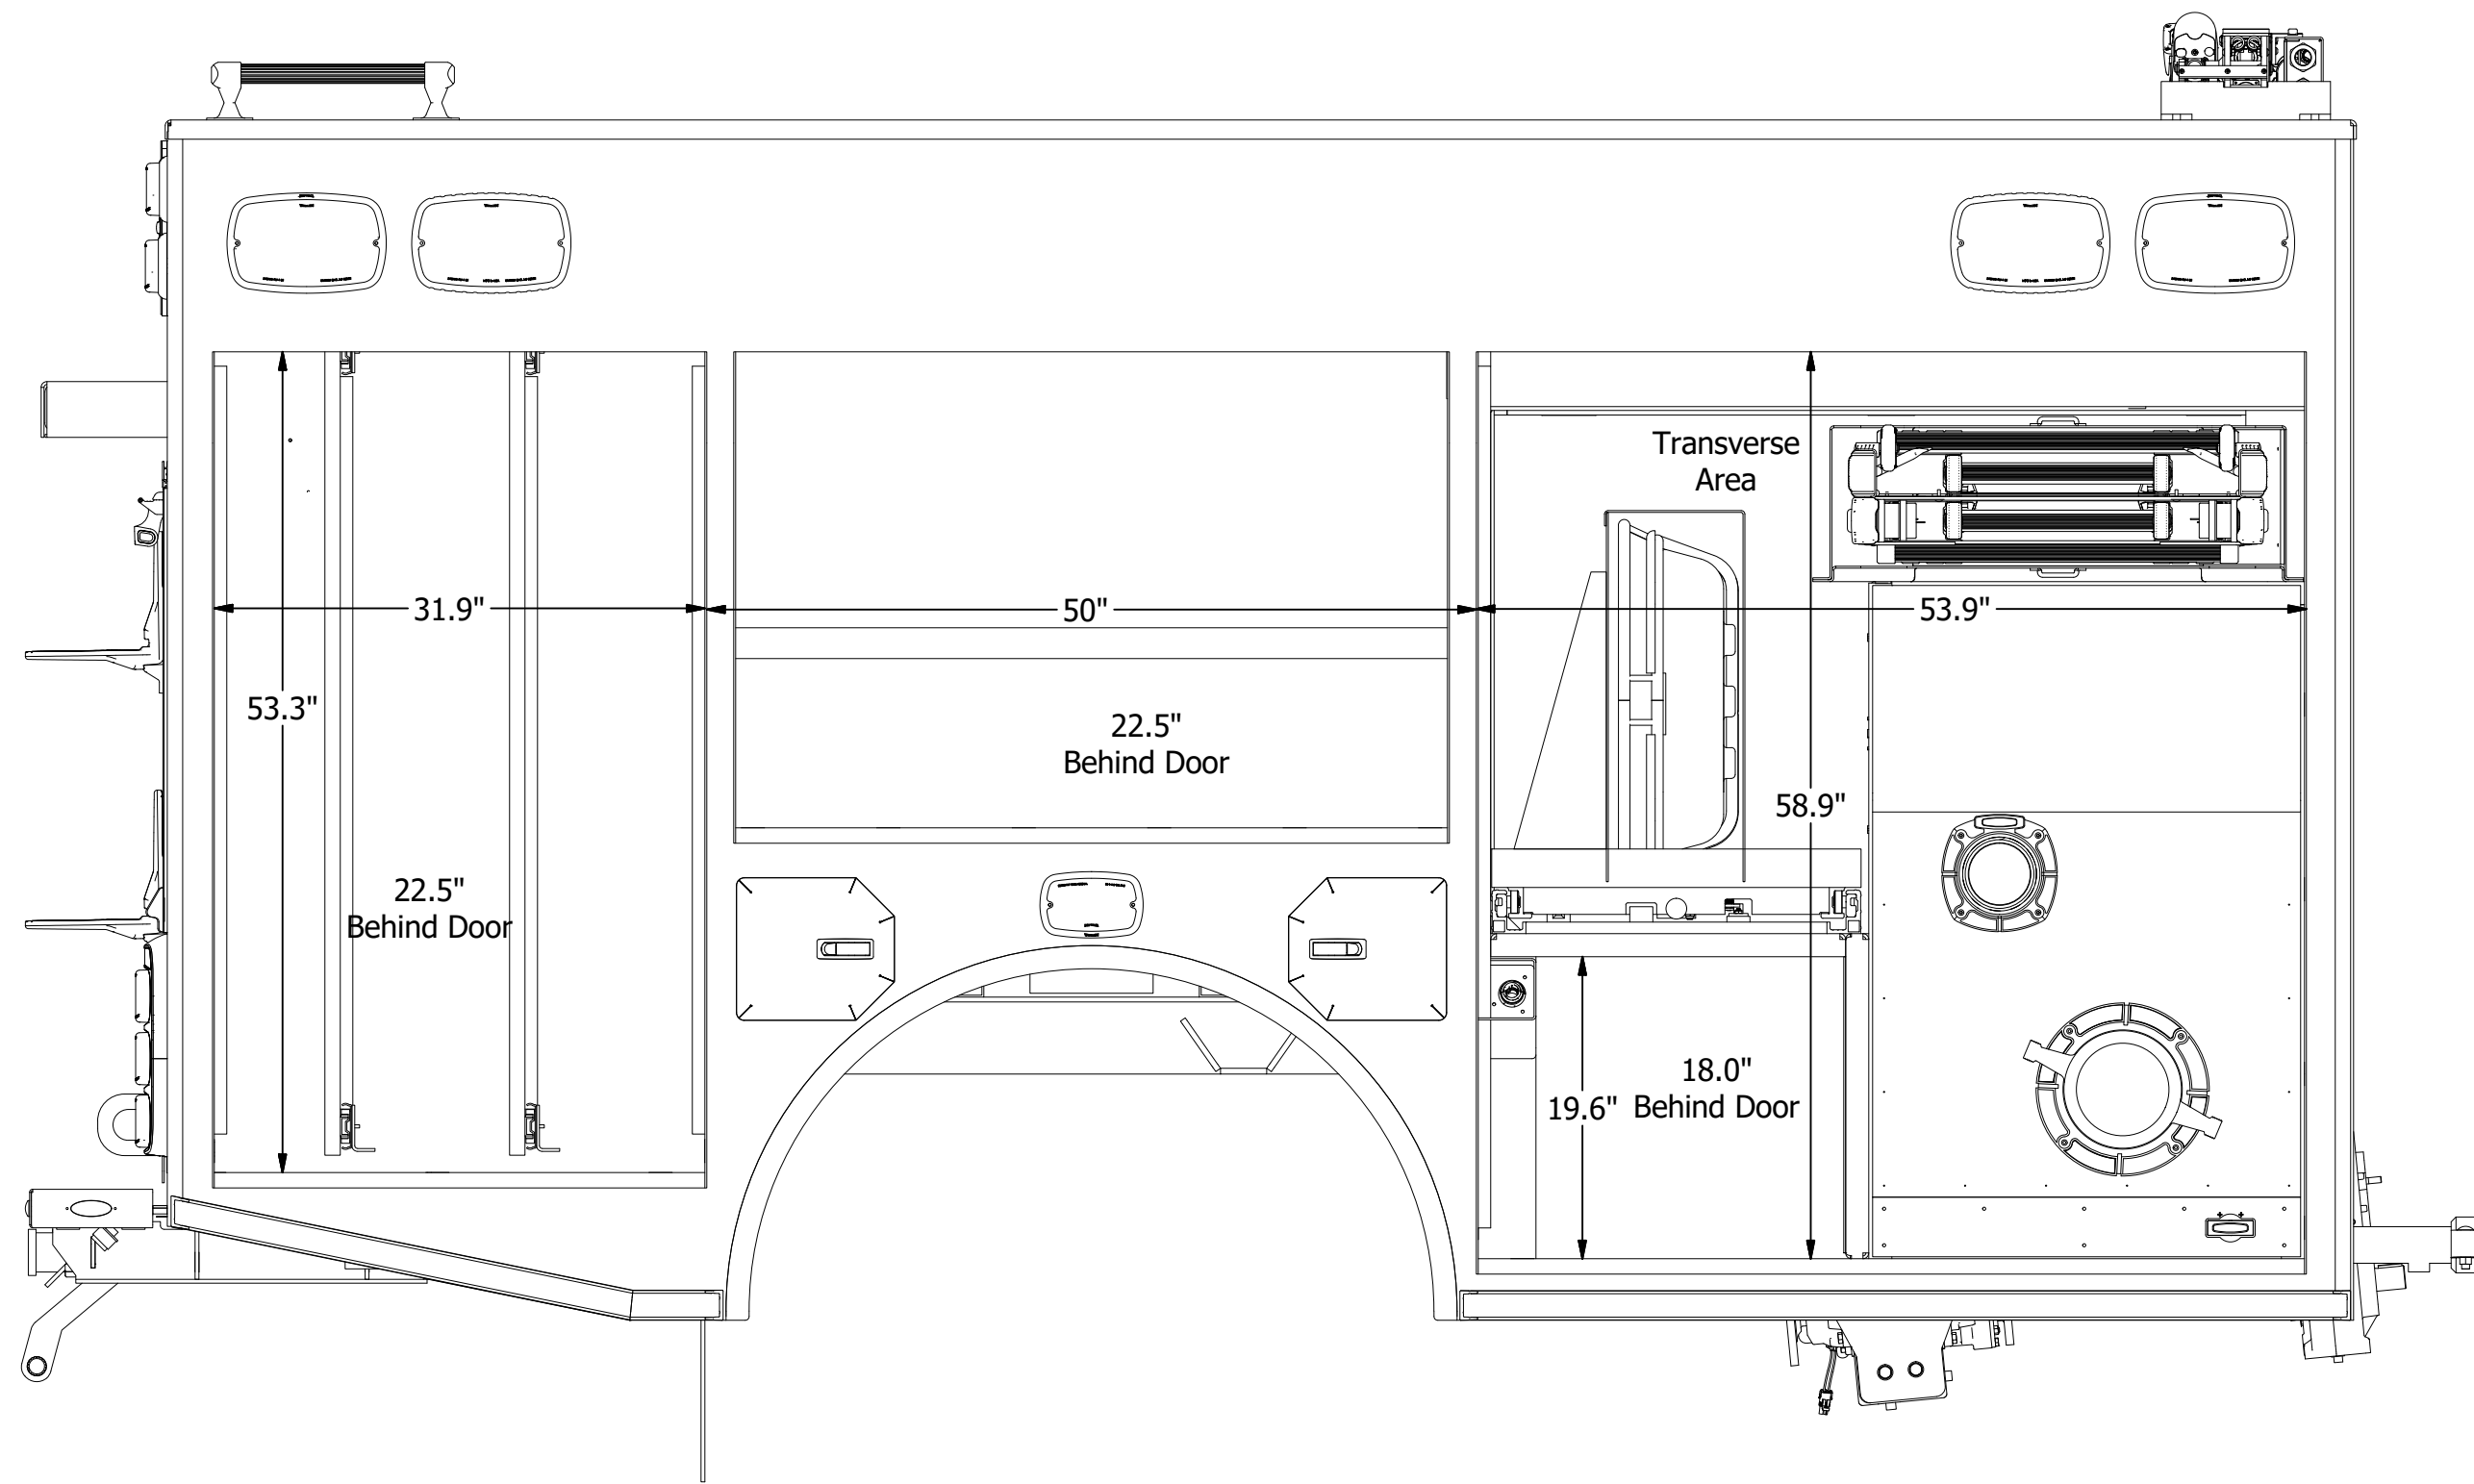 Transverse
Area
31.9"
50"
53.9"
53.3"
22.5"
Behind Door
58.9"
22.5"
Behind Door
18.0"
19.6" Behind Door